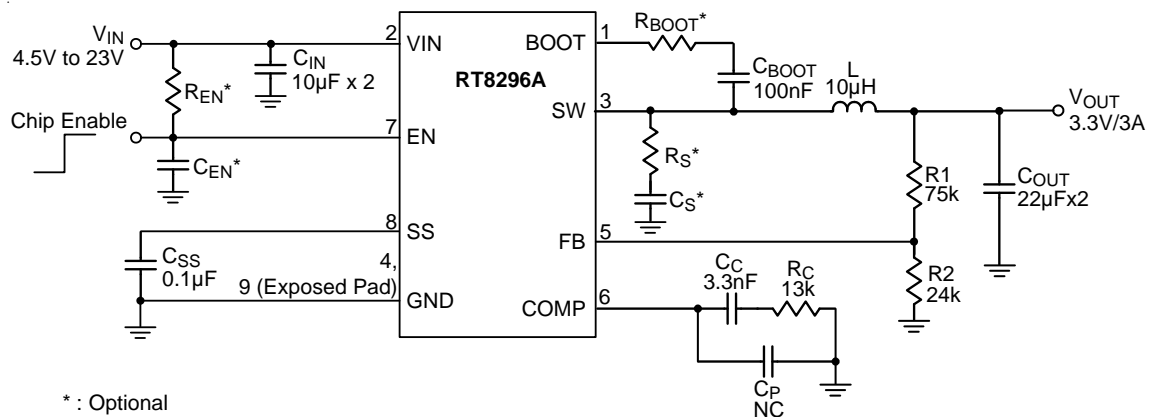 VIN
4.5V to 23V
REN*
CIN
10µF x 2
2
VIN
BOOT
1
RBOOT*
RT8296A
CBOOT
100nF
L
10µH
SW
3
VOUT
3.3V/3A
Chip Enable
7
EN
CEN*
RS*
CS*
R1
75k
COUT
22µFx2
8
SS
FB
5
CSS
0.1µF
4,
9 (Exposed Pad)
GND
COMP
6
CC
3.3nF
RC
13k
R2
24k
CP
NC
* : Optional